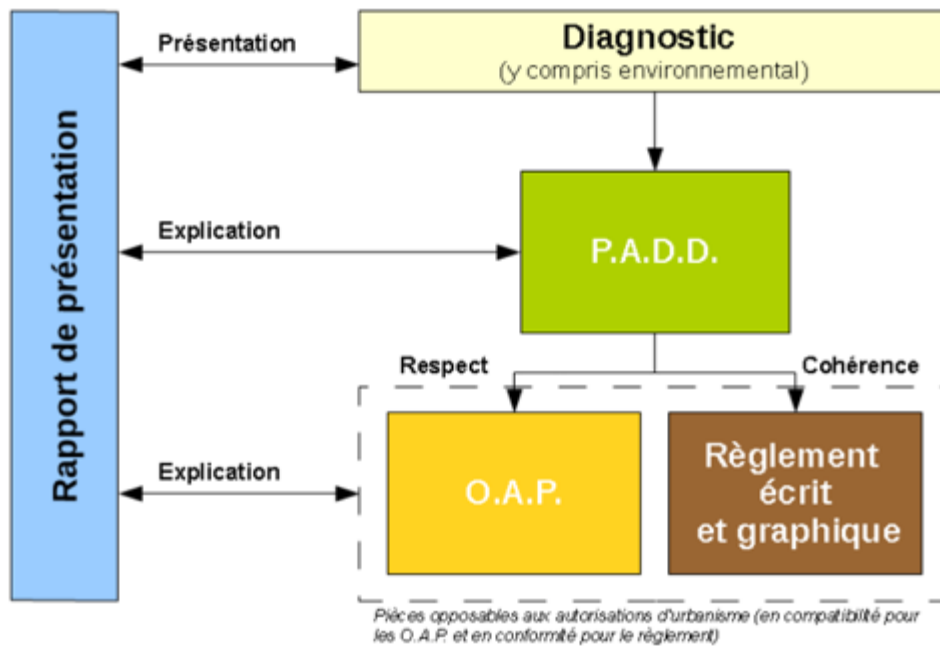 Rapport de présentation
Présentation
Diagnostic
(y compris environnemental)
Explication
P.A.D.D.
Respect
Cohérence
Explication
O.A.P.
Règlement
écrit
et graphique
Pièces opposables aux autorisations d'urbanisme (en compatibilité pour
les O.A.P. et en conformité pour le règlement)